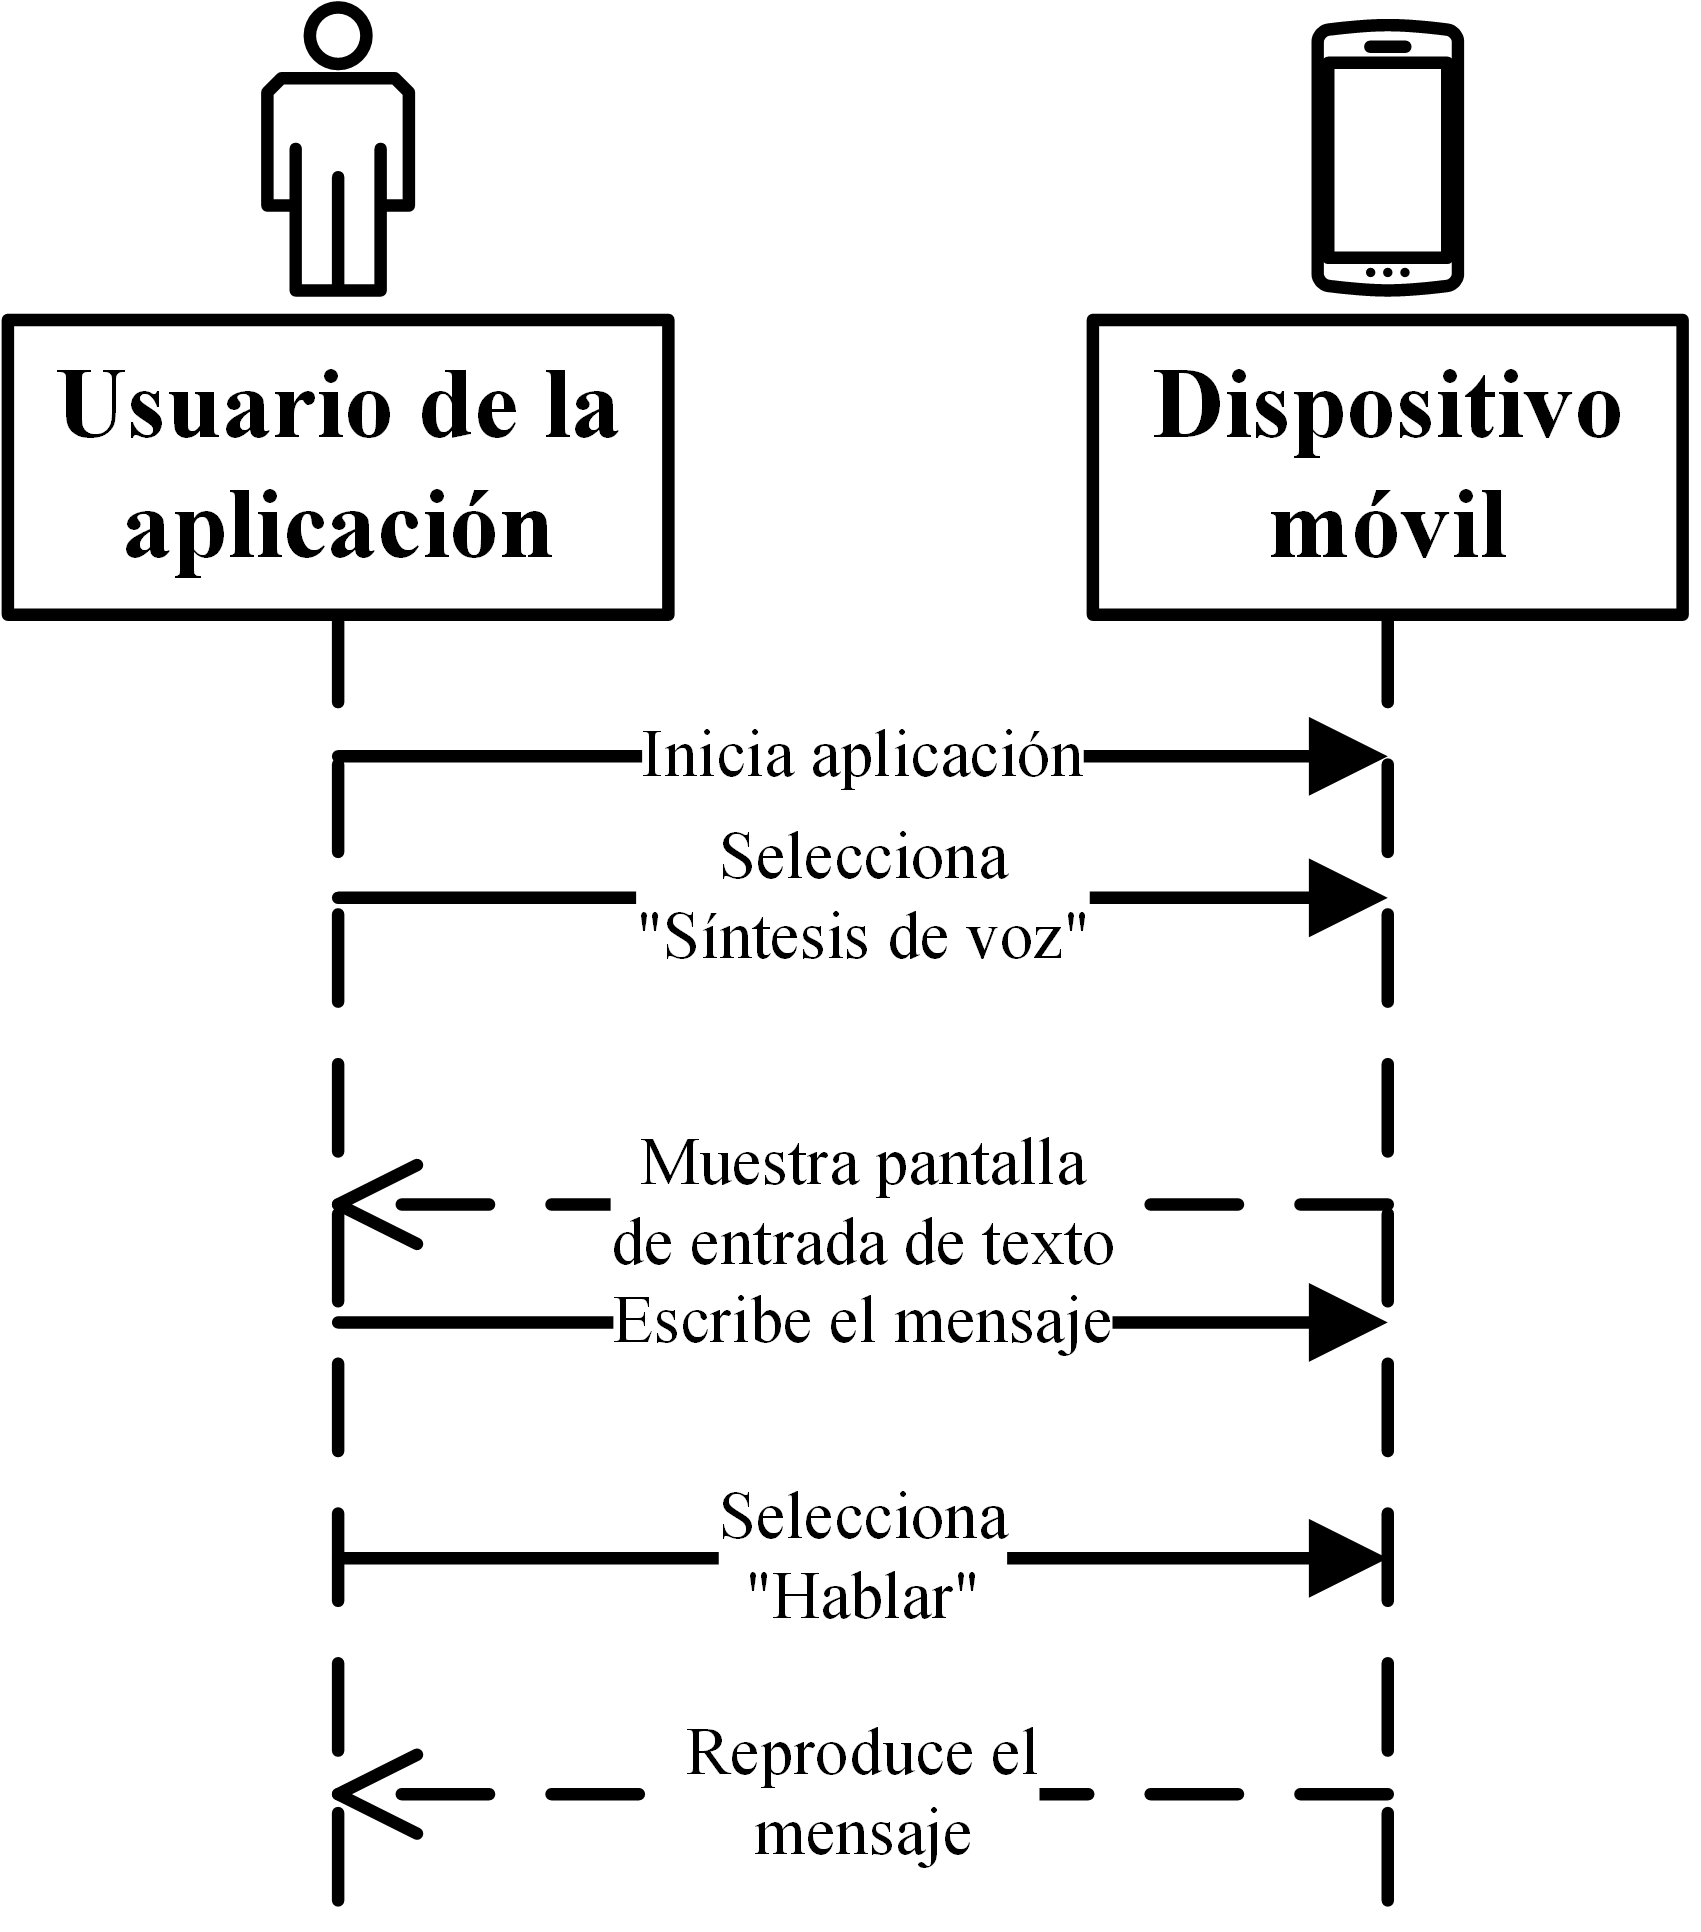 Usuario de la
aplicación
Dispositivo
móvil
Inicia aplicación
Selecciona
"Síntesis de voz"
Muestra pantalla
de entrada de texto
Escribe el mensaje
Selecciona
"Hablar"
Reproduce el
mensaje